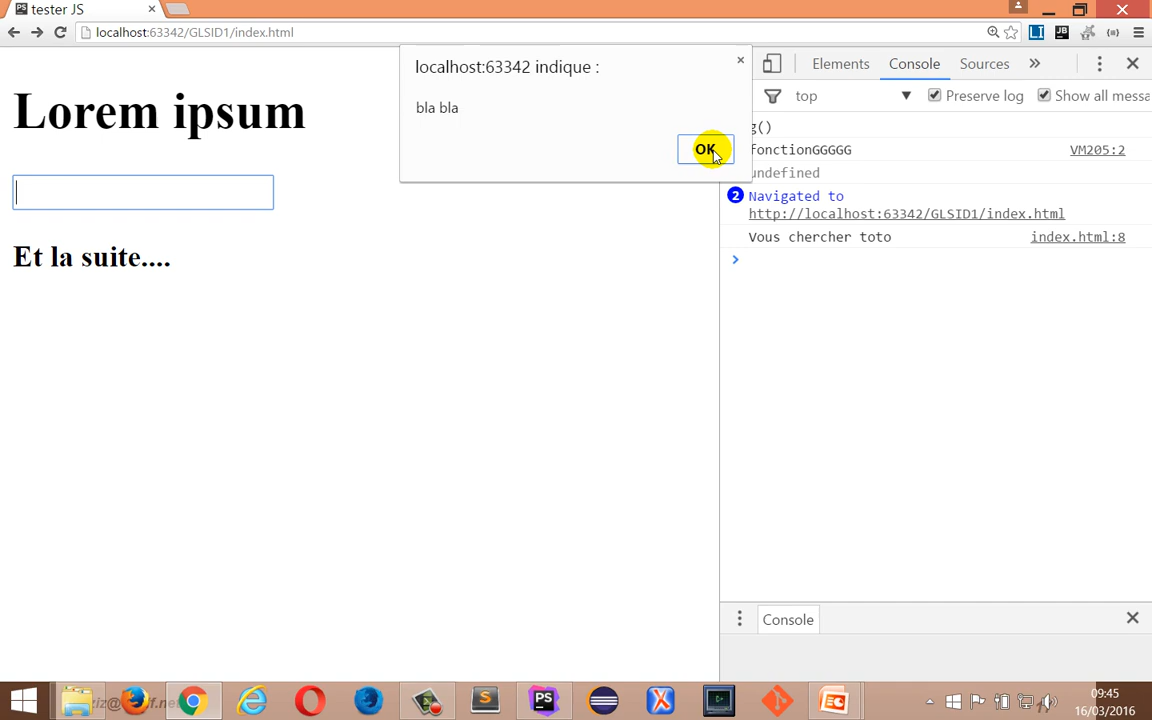 tester JS
localhost:63342/GLSID1/index.html
Lorem ipsum
Et la suite....
localhost:63342 indique :
bla bla
OK
Elements Console Sources
top Preserve log Show all messa
g()
fonctionGGGGG VM205:2
undefined
2 Navigated to
http://localhost:63342/GLSID1/index.html
Vous chercher toto index.html:8
Console
09:45
16/03/2016